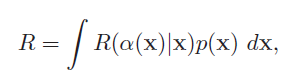 R = ∫ R(α(x)|x)p(x) dx,